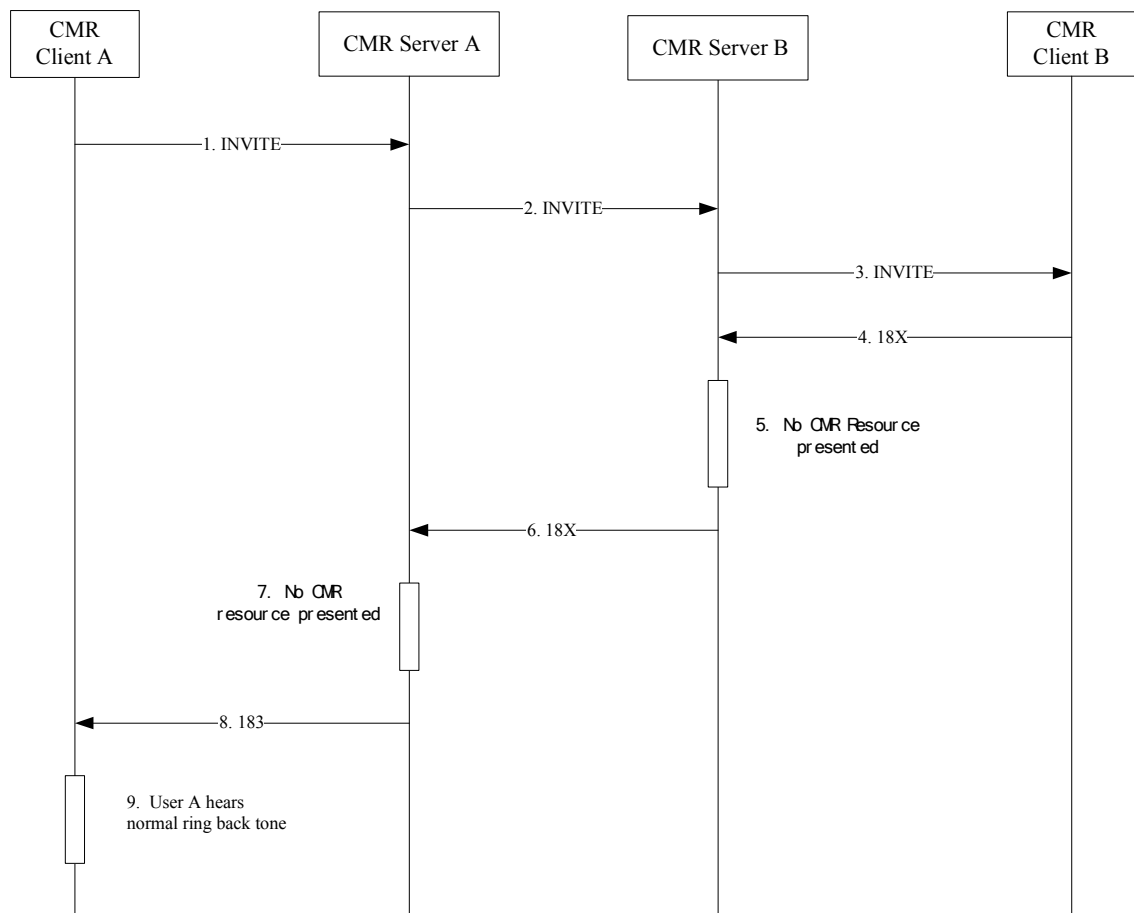 CMR
Client A
CMR Server A
CMR Server B
CMR
Client B
1. INVITE
2. INVITE
3. INVITE
4. 18X
5. No CMR Resource
presented
6. 18X
7. No CMR
resource presented
8. 183
9. User A hears
normal ring back tone